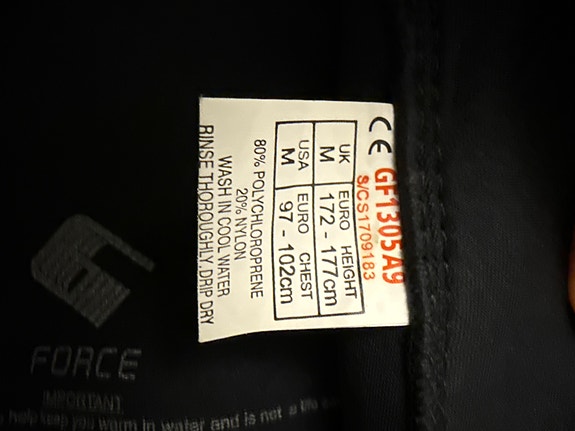 CE GF1305A9
S/CS1709183
UK EURO HEIGHT
M 172 - 177cm
USA EURO CHEST
M 97 - 102cm
80% POLYCHLOROPRENE
20% NYLON
WASH IN COOL WATER
RINSE THOROUGHLY.DRIP DRY
FORCE
IMPORTANT
help keep you warm in water and is not a